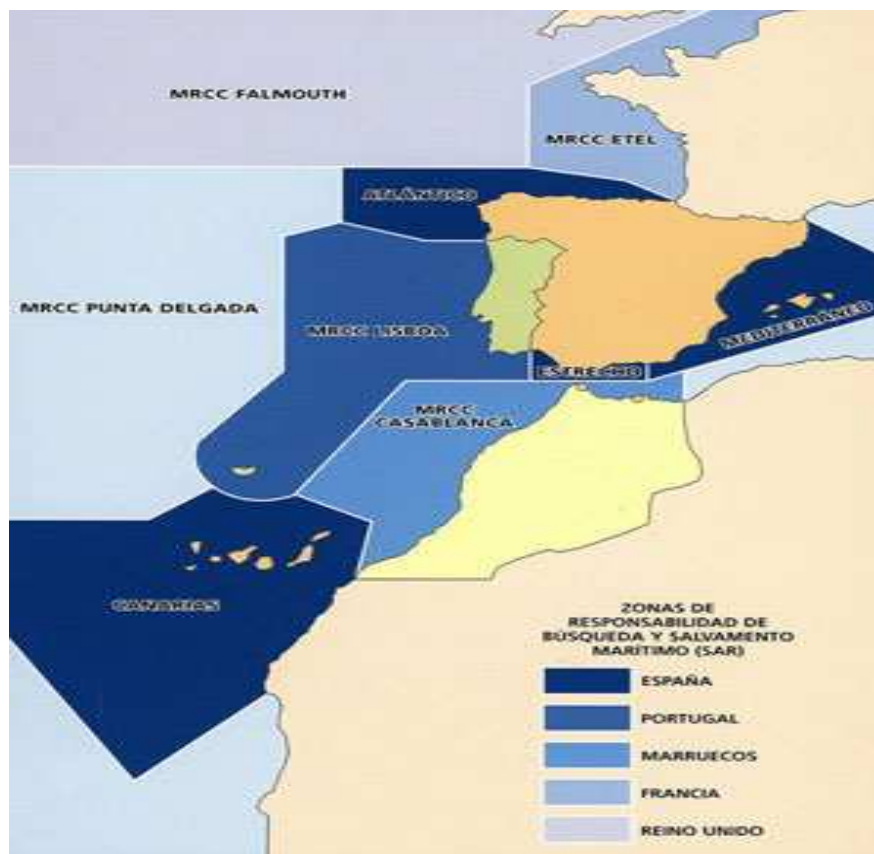 MRCC FALMOUTH
MRCC ETEL
ATLÁNTICO
MRCC PUNTA DELGADA
MRCC LISBOA
MEDITERRÁNEO
ESTRECHO
MRCC
CASABLANCA
CANARIAS
ZONAS DE
RESPONSABILIDAD DE
BÚSQUEDA Y SALVAMENTO
MARÍTIMO (SAR)
ESPAÑA
PORTUGAL
MARRUECOS
FRANCIA
REINO UNIDO